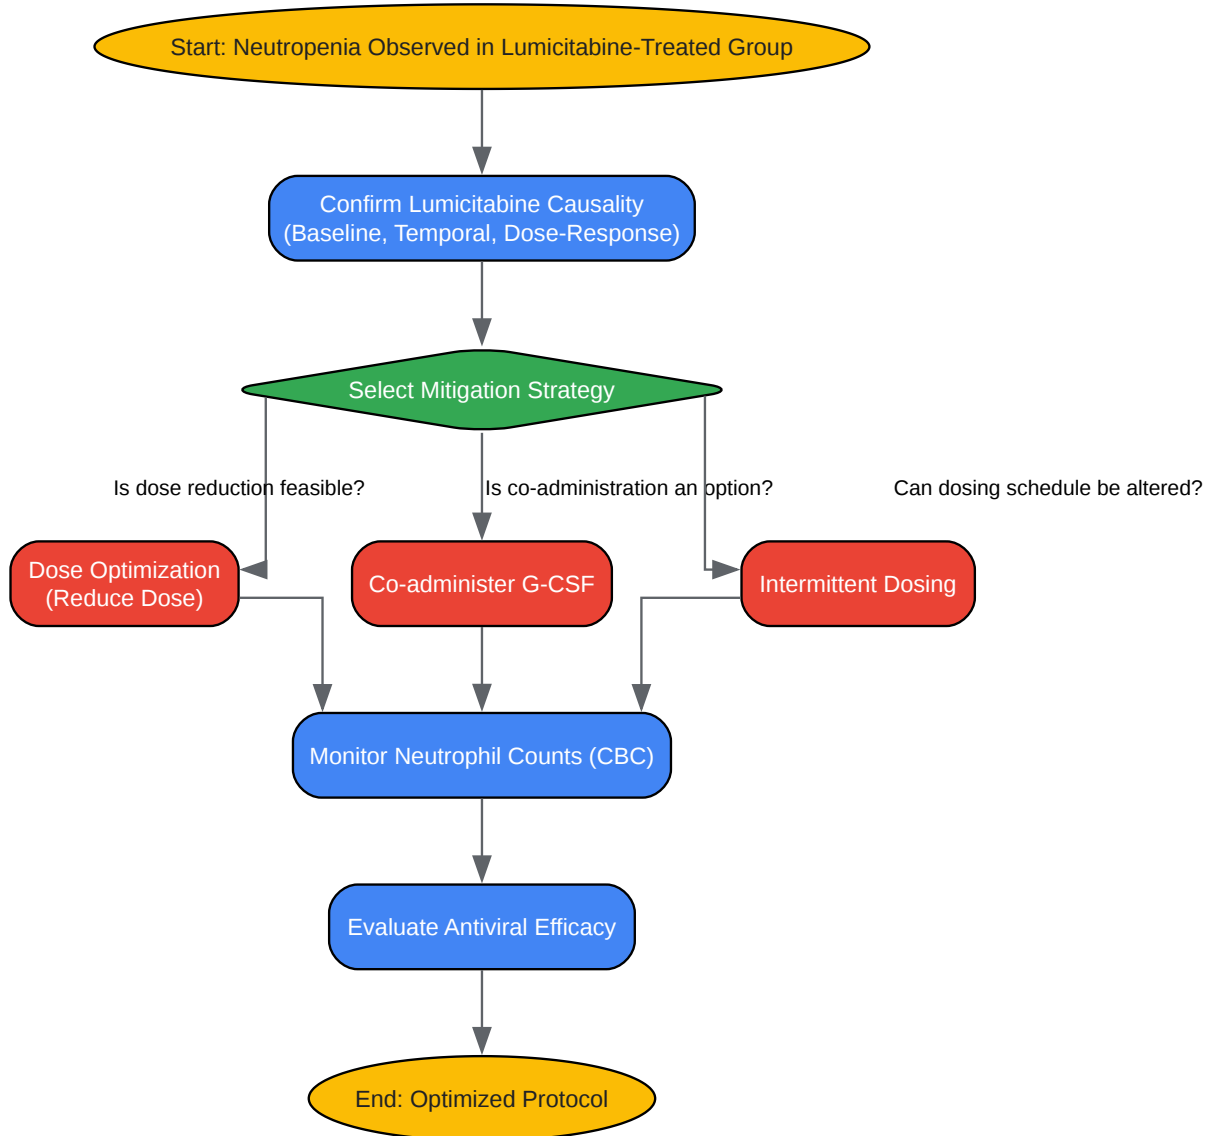 Start: Neutropenia Observed in Lumicitabine-Treated Group
Confirm Lumicitabine Causality
(Baseline, Temporal, Dose-Response)
Select Mitigation Strategy
Is dose reduction feasible?
Is co-administration an option?
Can dosing schedule be altered?
Dose Optimization
(Reduce Dose)
Co-administer G-CSF
Intermittent Dosing
Monitor Neutrophil Counts (CBC)
Evaluate Antiviral Efficacy
End: Optimized Protocol